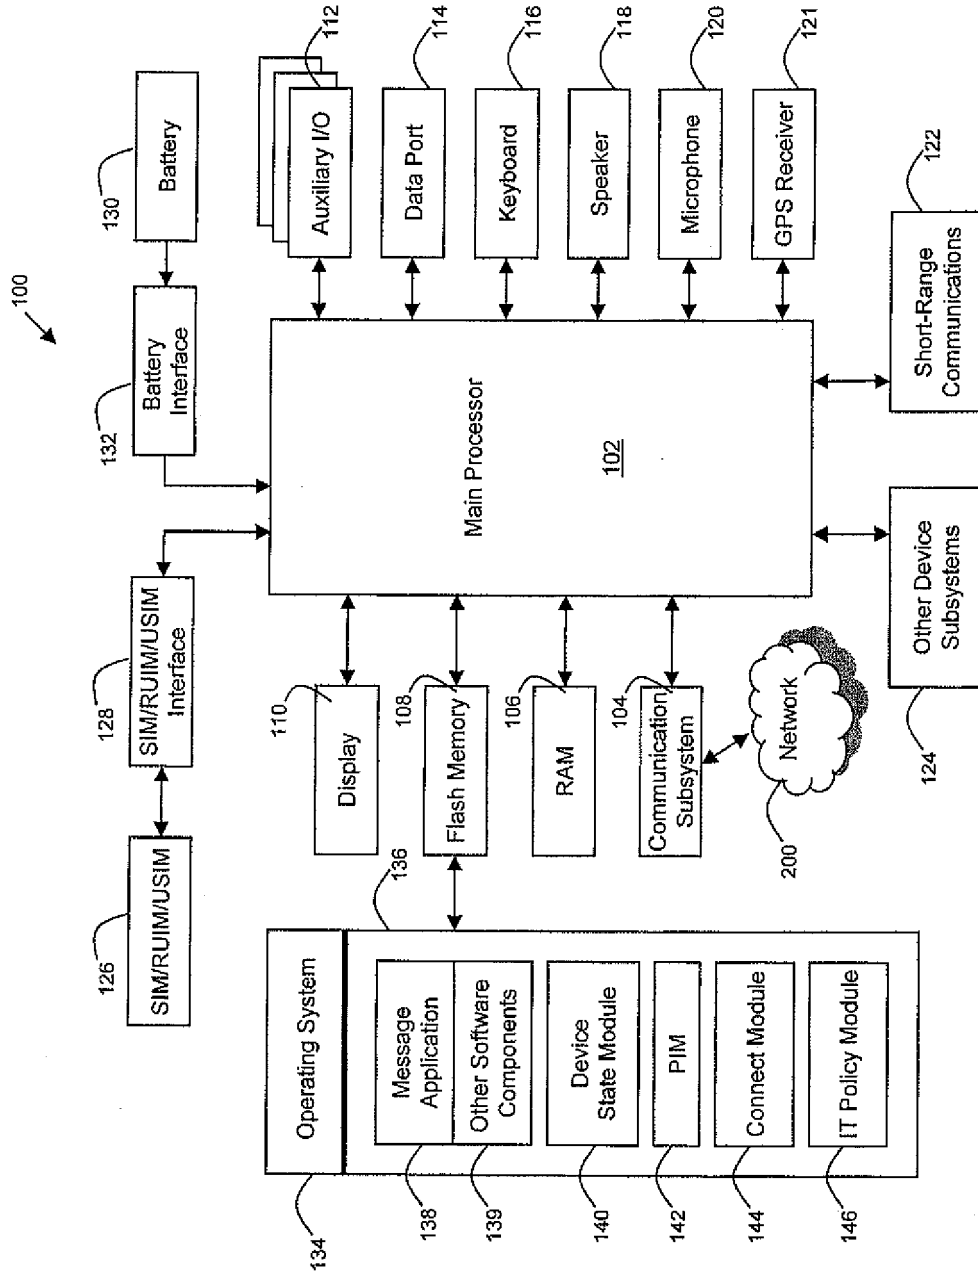 100
126
SIM/RUIM/USIM
128
SIM/RUIM/USIM
Interface
132
Battery
Interface
130
Battery
134
Operating System
136
138
Message
Application
139
Other Software
Components
140
Device
State Module
142
PIM
144
Connect Module
146
IT Policy Module
110
Display
108
Flash Memory
106
RAM
104
Communication
Subsystem
200
Network
Main Processor
102
112
Auxiliary I/O
114
Data Port
116
Keyboard
118
Speaker
120
Microphone
121
GPS Receiver
124
Other Device
Subsystems
122
Short-Range
Communications